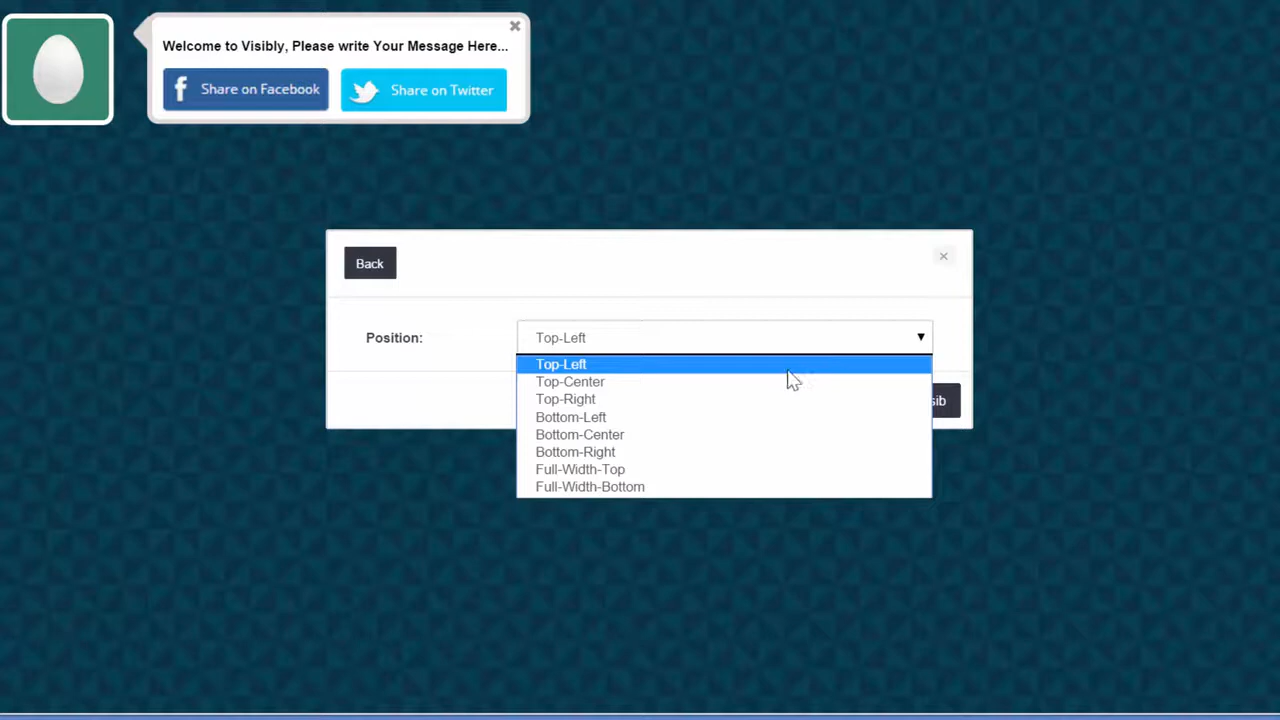 Welcome to Visibly, Please write Your Message Here...
Share on Facebook
Share on Twitter
Back
Position:
Top-Left
Top-Left
Top-Center
Top-Right
Bottom-Left
Bottom-Center
Bottom-Right
Full-Width-Top
Full-Width-Bottom